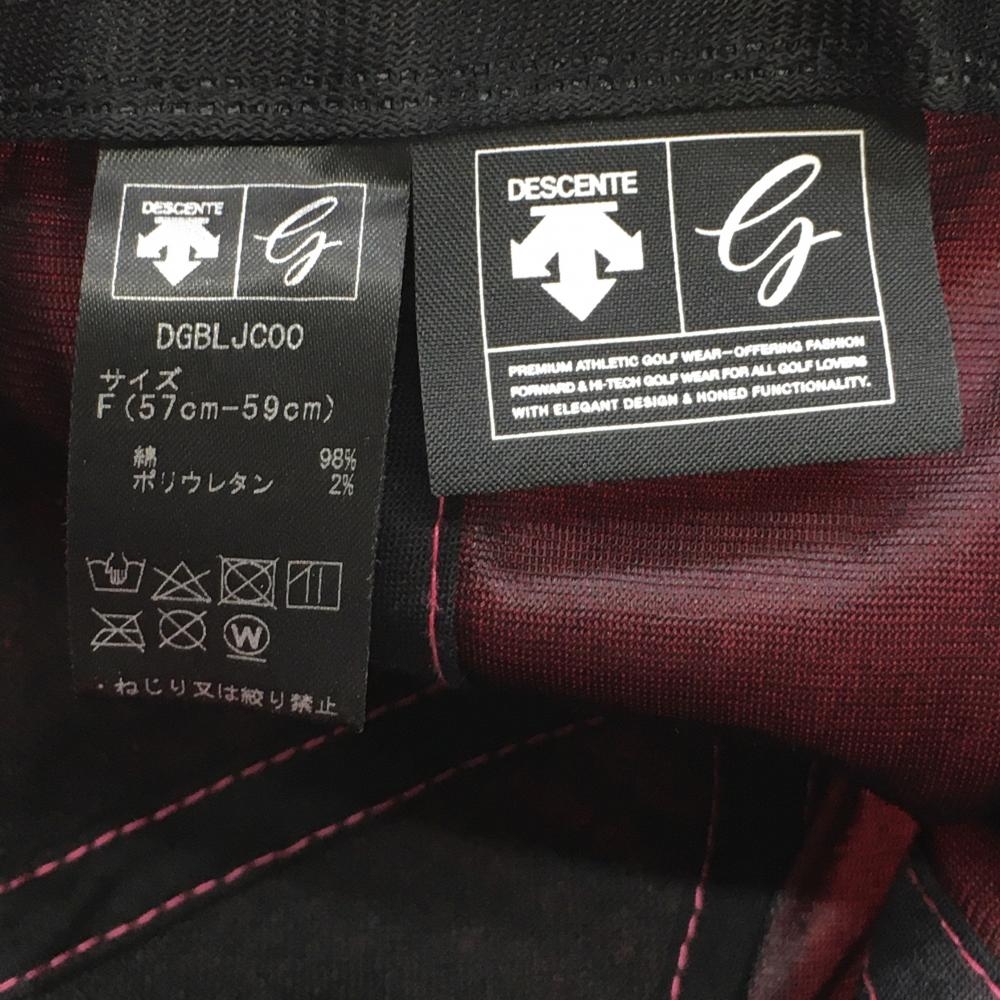 DESCENTE
G
DGBLJC00
サイズ
F(57cm-59cm)
綿 98%
ポリウレタン 2%
W
・ねじり又は絞り禁止
DESCENTE
G
PREMIUM ATHLETIC GOLF WEAR-OFFERING FASHION
FORWARD & HI-TECH GOLF WEAR FOR ALL GOLF LOVERS
WITH ELEGANT DESIGN & HONED FUNCTIONALITY.